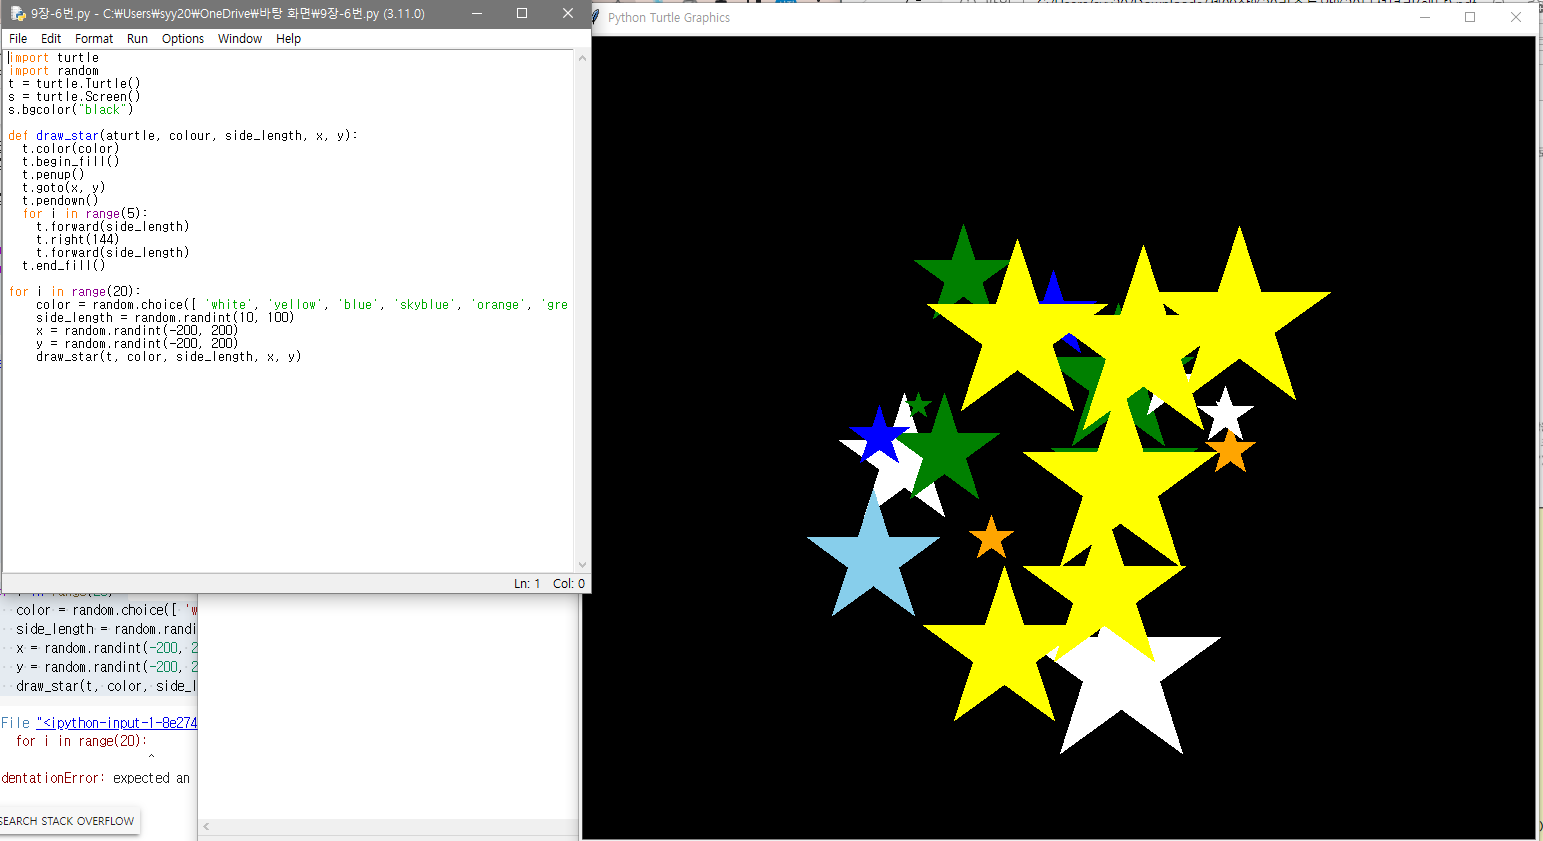 9장-6번.py - C:₩Users₩syy20₩OneDrive₩바탕 화면₩9장-6번.py (3.11.0)
File Edit Format Run Options Window Help
import turtle
import random
t = turtle.Turtle()
s = turtle.Screen()
s.bgcolor("black")
def draw_star(aturtle, colour, side_length, x, y):
  t.color(color)
  t.begin_fill()
  t.penup()
  t.goto(x, y)
  t.pendown()
  for i in range(5):
    t.forward(side_length)
    t.right(144)
    t.forward(side_length)
  t.end_fill()
for i in range(20):
    color = random.choice([ 'white', 'yellow', 'blue', 'skyblue', 'orange', 'gre
    side_length = random.randint(10, 100)
    x = random.randint(-200, 200)
    y = random.randint(-200, 200)
    draw_star(t, color, side_length, x, y)
Ln: 1 Col: 0
color = random.choice([ 'w
side_length = random.randi
x = random.randint(-200, 2
y = random.randint(-200, 2
draw_star(t, color, side_l
File "<ipython-input-1-8e274
for i in range(20):
^
dentationError: expected an
SEARCH STACK OVERFLOW
Python Turtle Graphics